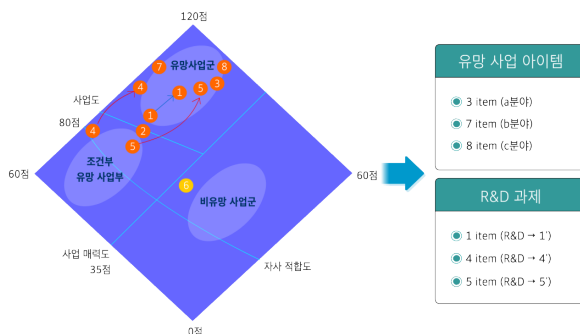 120점
유망사업군
7
8
4
1
5
3
사업도
80점
1
4
2
5
조건부
유망 사업부
60점
6
비유망 사업군
60점
사업 매력도
35점
자사 적합도
0점
유망 사업 아이템
3 item (a분야)
7 item (b분야)
8 item (c분야)
R&D 과제
1 item (R&D → 1')
4 item (R&D → 4')
5 item (R&D → 5')